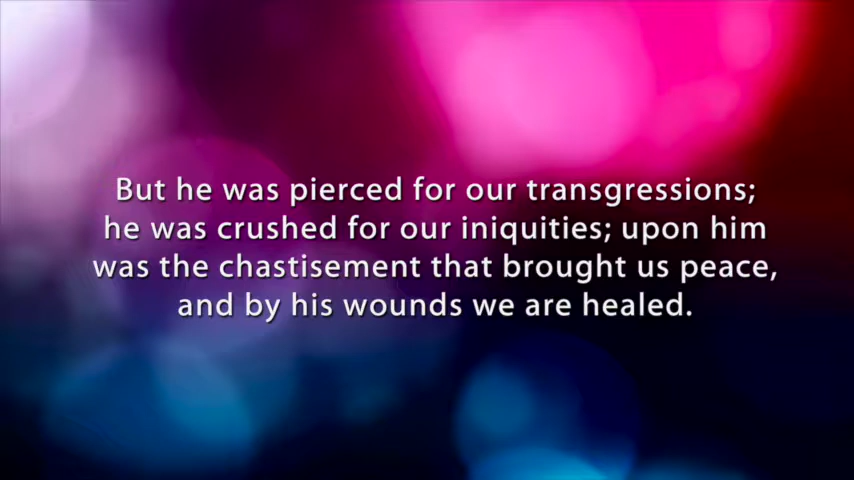 But he was pierced for our transgressions;
he was crushed for our iniquities; upon him
was the chastisement that brought us peace,
and by his wounds we are healed.